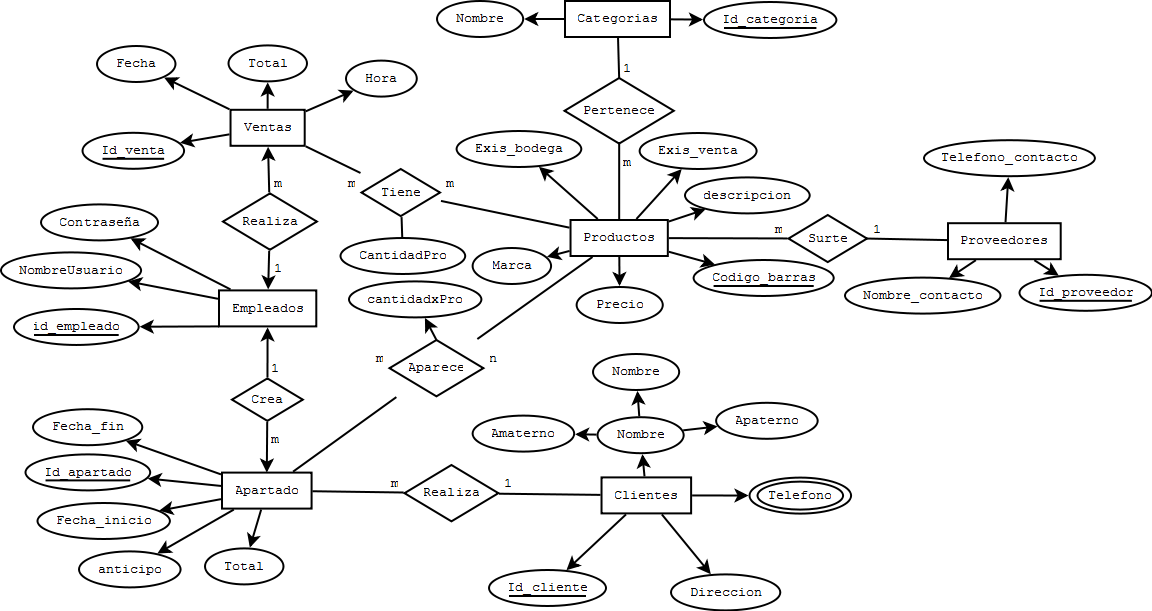 Nombre
Categorias
Id_categoria
Fecha
Total
Hora
1
Pertenece
Ventas
Id_venta
Exis_bodega
Exis_venta
m
Telefono_contacto
m
m
Tiene
m
descripcion
Contraseña
Realiza
CantidadPro
Productos
m
Surte
1
Proveedores
NombreUsuario
1
Marca
Codigo_barras
Nombre_contacto
Id_proveedor
Empleados
cantidadxPro
Precio
id_empleado
1
m
Aparece
n
Nombre
Crea
Fecha_fin
m
Amaterno
Nombre
Apaterno
Id_apartado
Apartado
m
Realiza
1
Clientes
Telefono
Fecha_inicio
anticipo
Total
Id_cliente
Direccion